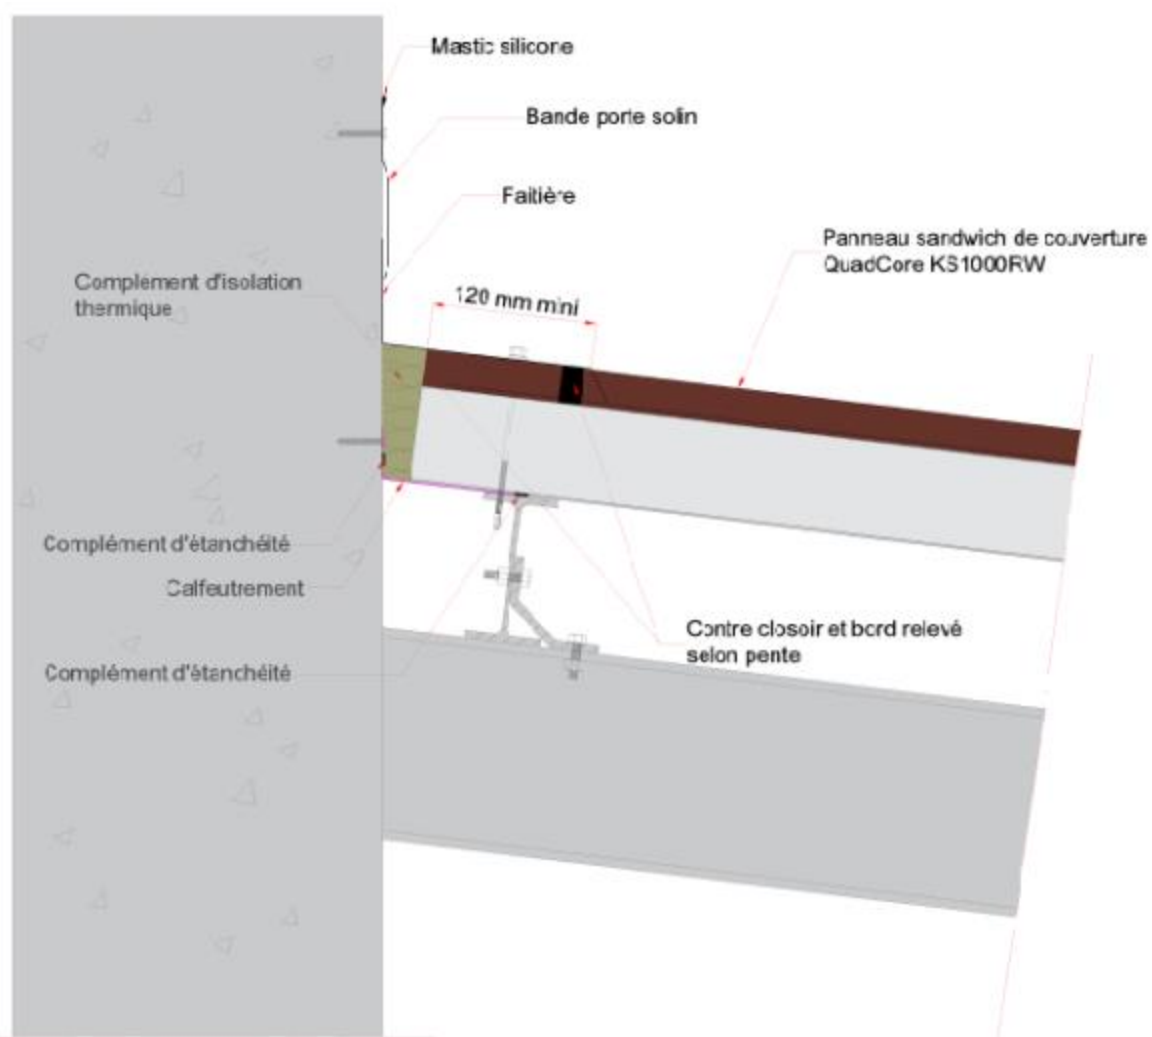 Mastic silicone
Bande porte solin
Faitière
Panneau sandwich de couverture
QuadCore KS1000RW
Complement d'isolation
thermique
120 mm mini
Complément d'étanchéité
Calfeutrement
Contre closoir et bord relevé
selon pente
Complément d'étanchéité